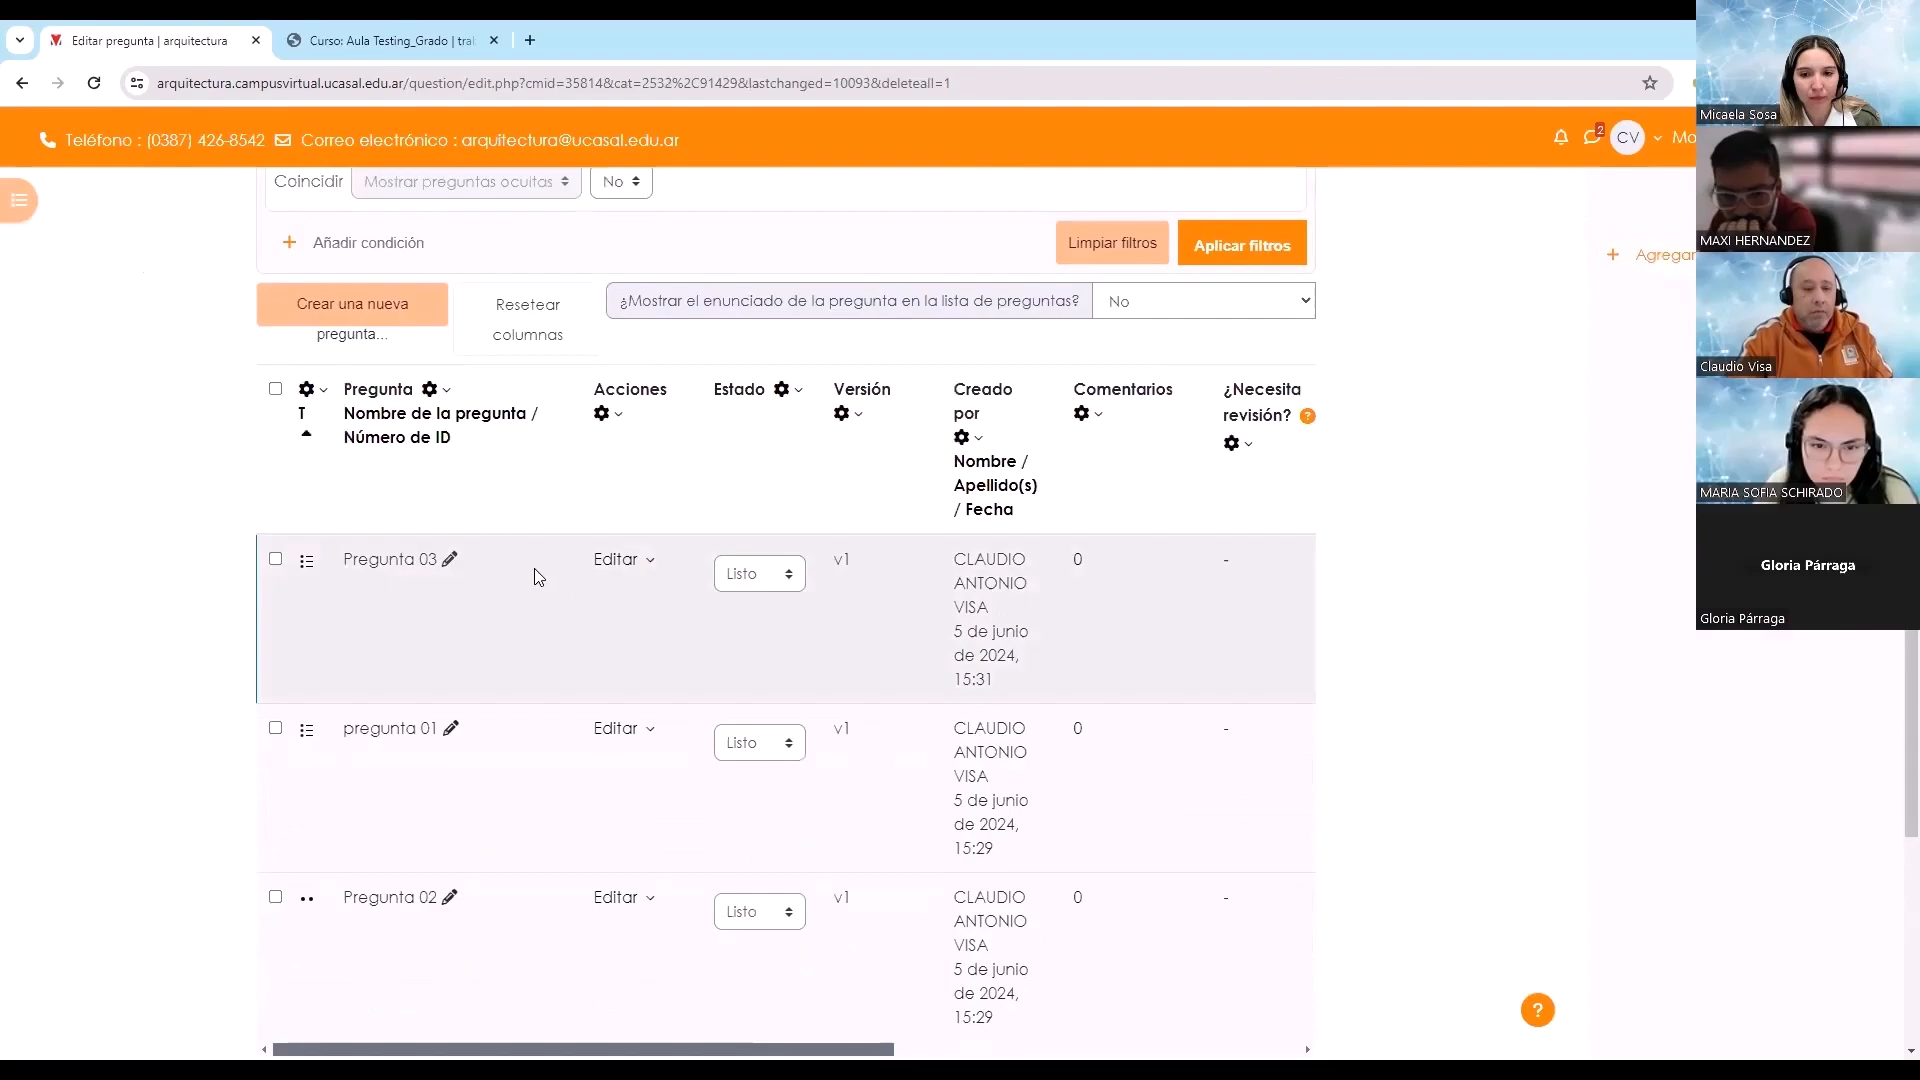 Editar pregunta | arquitectura
Curso: Aula Testing_Grado | tra
arquitectura.campusvirtual.ucasal.edu.ar/question/edit.php?cmid=35814&cat=2532%2C91429&lastchanged=10093&deleteall=1
Teléfono : (0387) 426-8542 Correo electrónico : arquitectura@ucasal.edu.ar
2
CV
Mo
Coincidir Mostrar preguntas ocultas No
+ Añadir condición
Limpiar filtros
Aplicar filtros
+ Agregar
Crear una nueva
pregunta...
Resetear
columnas
¿Mostrar el enunciado de la pregunta en la lista de preguntas? No
T
Pregunta
Nombre de la pregunta /
Número de ID
Acciones
Estado
Versión
Creado
por
Nombre /
Apellido(s)
/ Fecha
Comentarios
¿Necesita
revisión? ?
Pregunta 03 Editar Listo v1 CLAUDIO 0 -
ANTONIO
VISA
5 de junio
de 2024,
15:31
pregunta 01 Editar Listo v1 CLAUDIO 0 -
ANTONIO
VISA
5 de junio
de 2024,
15:29
Pregunta 02 Editar Listo v1 CLAUDIO 0 -
ANTONIO
VISA
5 de junio
de 2024,
15:29
?
Micaela Sosa
MAXI HERNANDEZ
Claudio Visa
MARIA SOFIA SCHIRADO
Gloria Párraga
Gloria Párraga